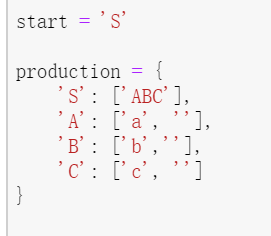 start = 'S'
production = {
'S': ['ABC'],
'A': ['a', ''],
'B': ['b',''],
'C': ['c', '']
}